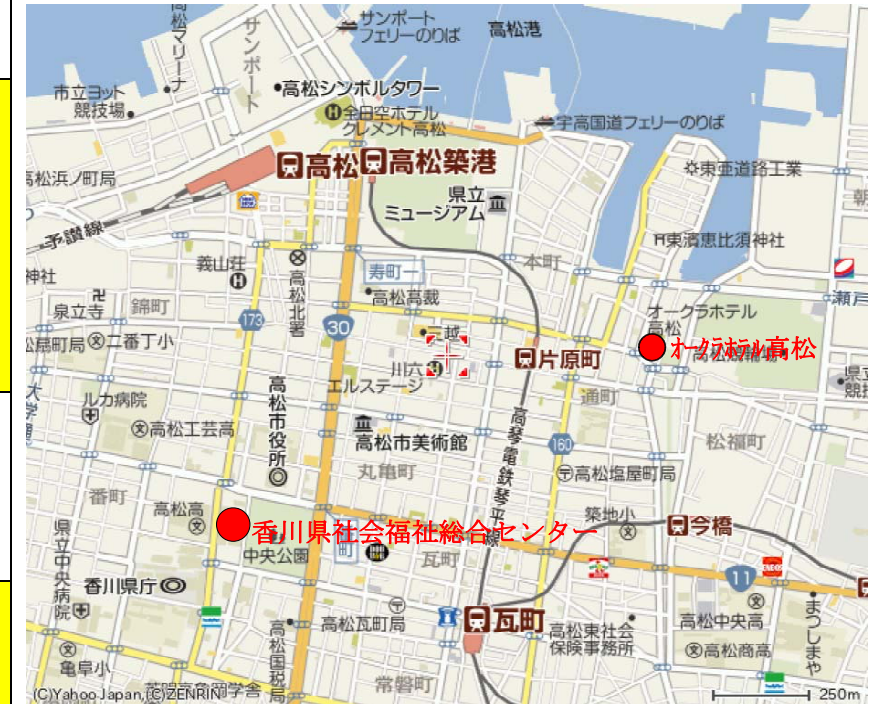 高松マリーナ
サンポート
サンポート
フェリーのりば
高松港
市立ヨット
競技場
高松シンボルタワー
全日空ホテル
クレメント高松
宇高国道フェリーのりば
高松浜ノ町局
高松
高松築港
東亜道路工業
県立
ミュージアム
予讃線
東濱恵比須神社
義山荘
高松北署
寿町一
本町
神社
泉立寺
錦町
173
30
高松高裁
三越
オークラホテル
高松
オークラホテル高松
二番丁小
川六
エルステージ
片原町
通町
ルカ病院
高松市役所
高松工芸高
高松市美術館
高琴電鉄琴平線
160
松福町
丸亀町
高松塩屋町局
番町
高松高
香川県社会福祉総合センター
築地小
今橋
中央公園
瓦町
県立中央病院
香川県庁
11
ENEOS
高松瓦町局
瓦町
高松東社会
保険事務所
高松中央高
まつしまや
高松国税局
高松商高
亀阜小
常磐町
(C)Yahoo Japan,(C)ZENRIN
250m